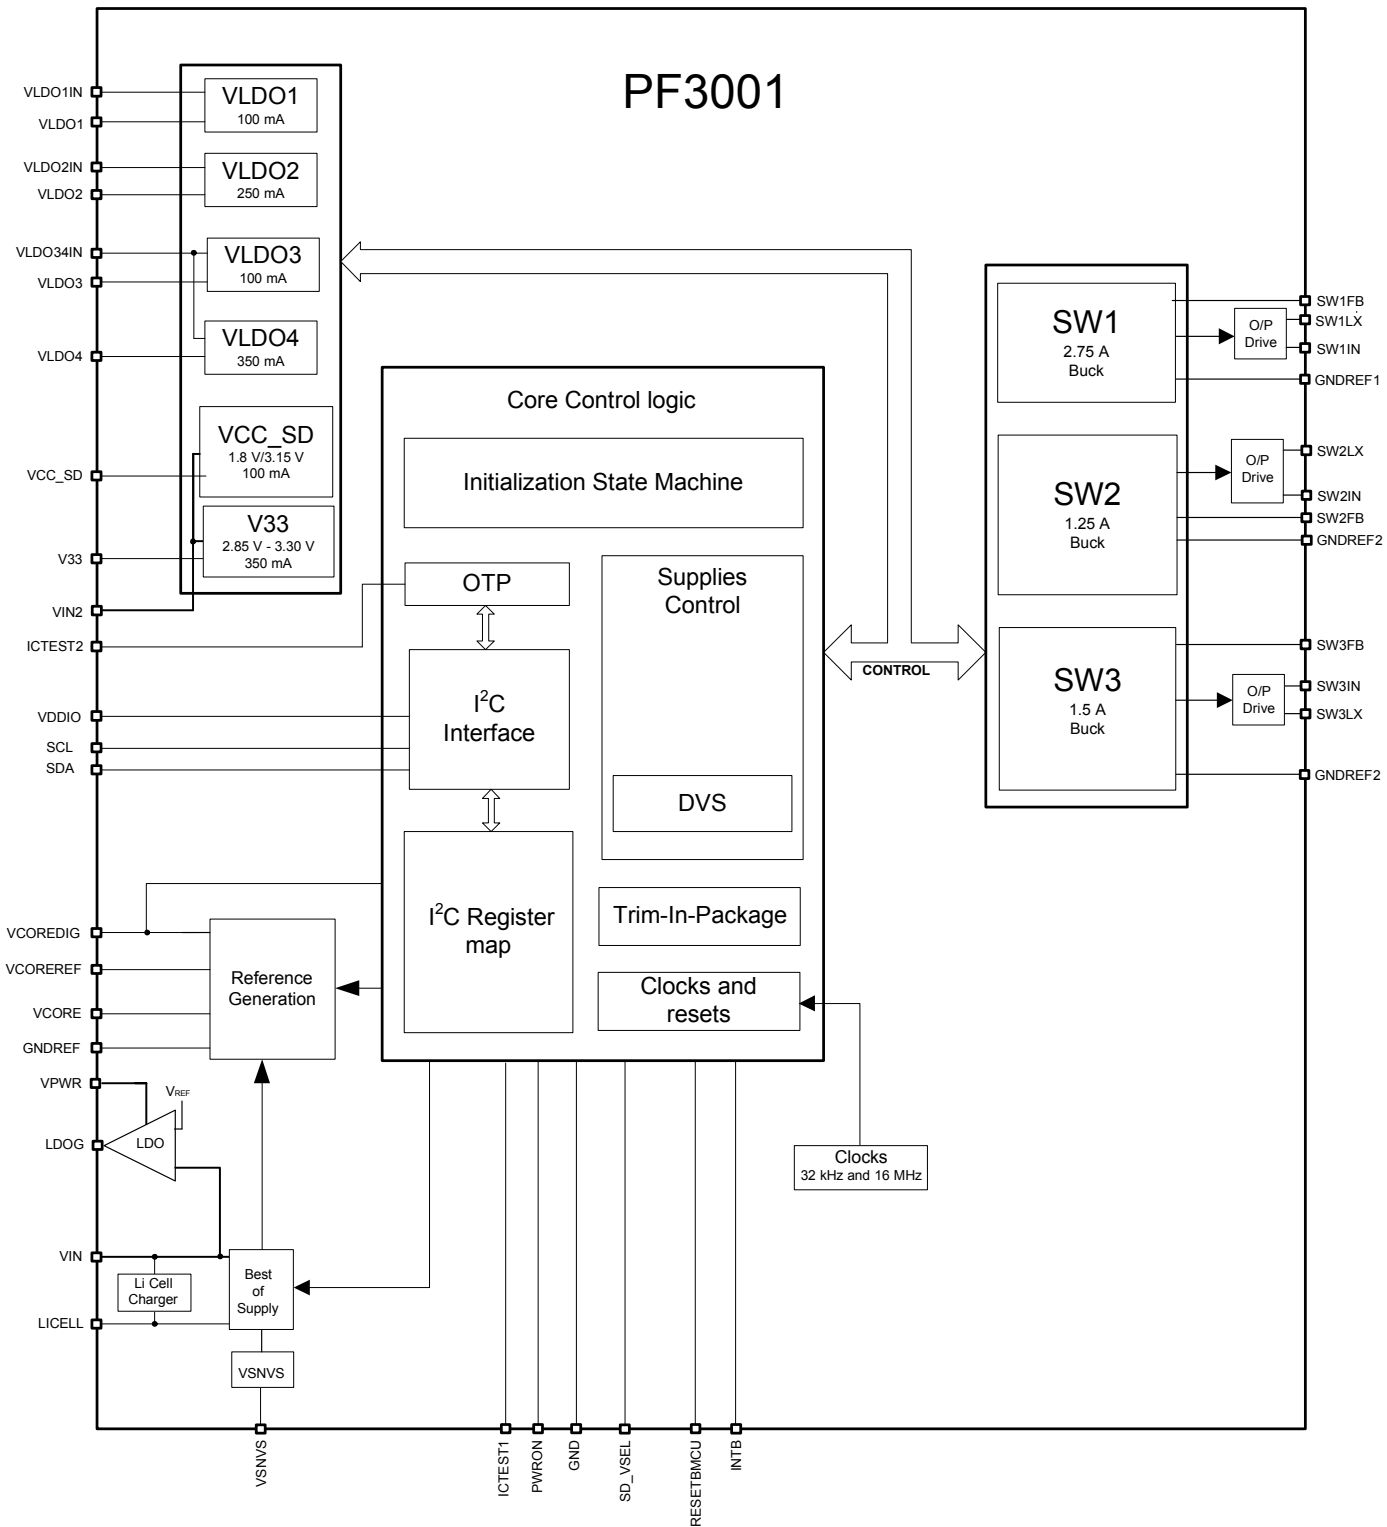 PF3001
VLDO1IN
VLDO1
VLDO2IN
VLDO2
VLDO34IN
VLDO3
VLDO4
VCC_SD
V33
VIN2
ICTEST2
VDDIO
SCL
SDA
VCOREDIG
VCOREREF
VCORE
GNDREF
VPWR
LDOG
VIN
LICELL
VLDO1
100 mA
VLDO2
250 mA
VLDO3
100 mA
VLDO4
350 mA
VCC_SD
1.8 V/3.15 V
100 mA
V33
2.85 V - 3.30 V
350 mA
Core Control logic
Initialization State Machine
OTP
I²C
Interface
I²C Register
map
Supplies
Control
DVS
Trim-In-Package
Clocks and
resets
CONTROL
SW1
2.75 A
Buck
SW2
1.25 A
Buck
SW3
1.5 A
Buck
O/P
Drive
O/P
Drive
O/P
Drive
SW1FB
SW1LX
SW1IN
GNDREF1
SW2LX
SW2IN
SW2FB
GNDREF2
SW3FB
SW3IN
SW3LX
GNDREF2
Reference
Generation
VREF
LDO
Li Cell
Charger
Best
of
Supply
VSNVS
Clocks
32 kHz and 16 MHz
VSNVS
ICTEST1
PWRON
GND
SD_VSEL
RESETBMCU
INTB